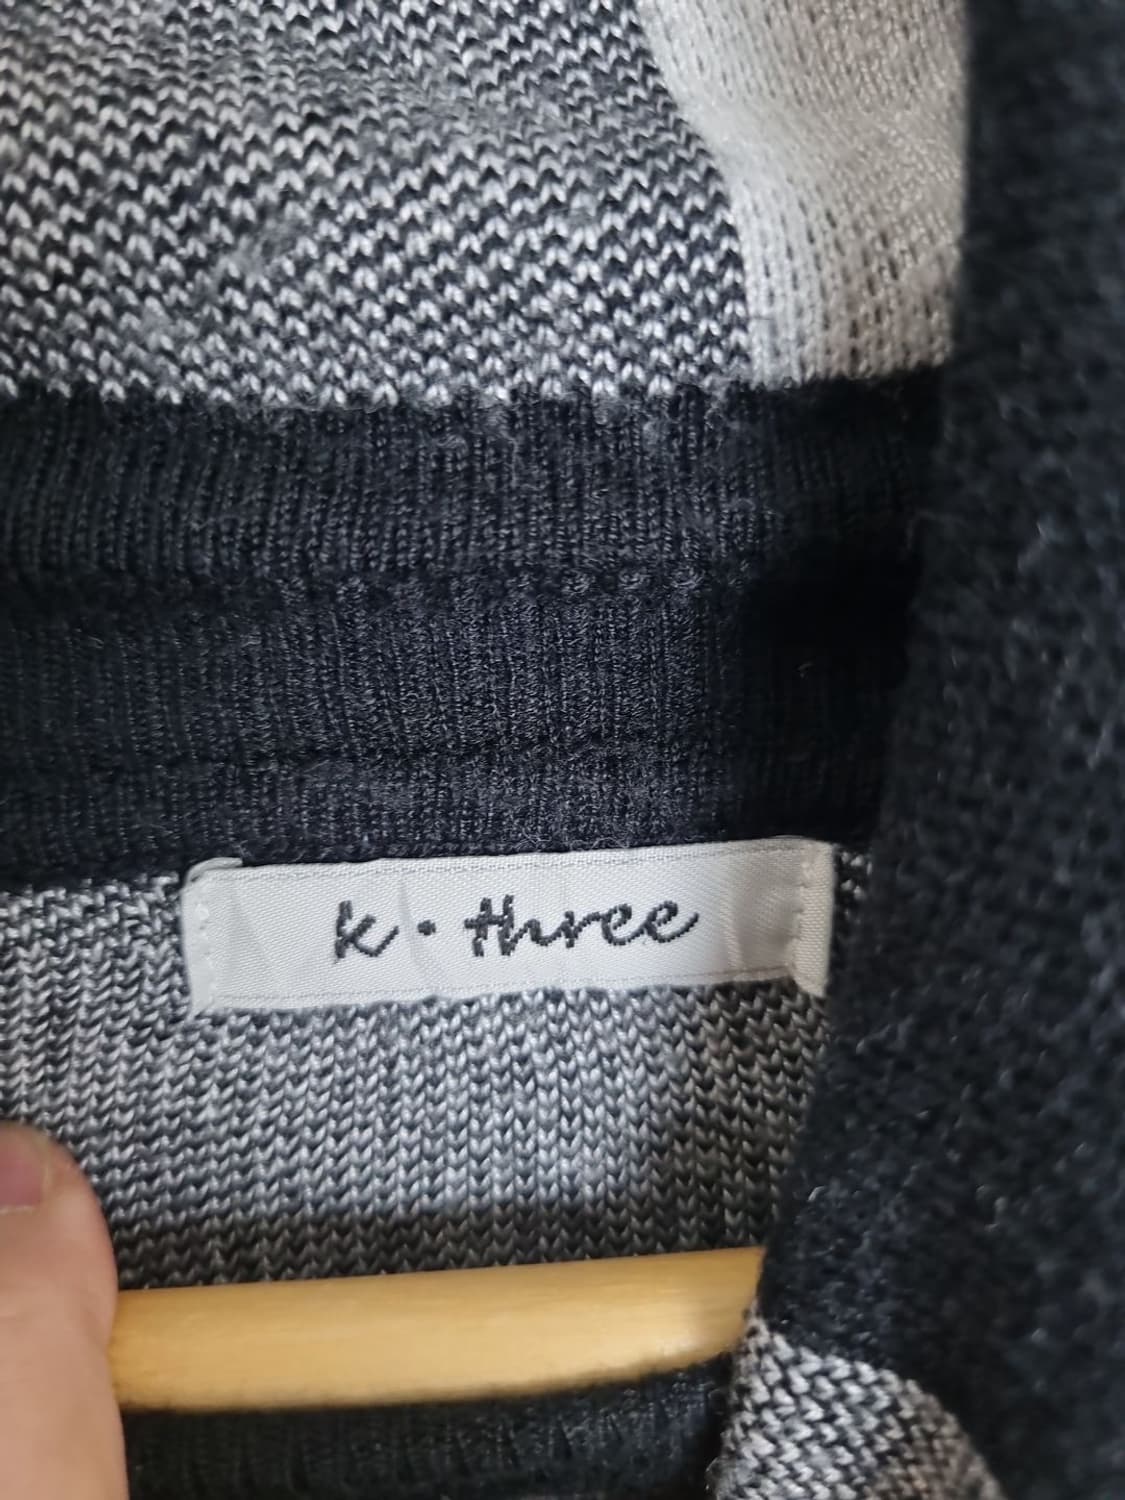 k • three